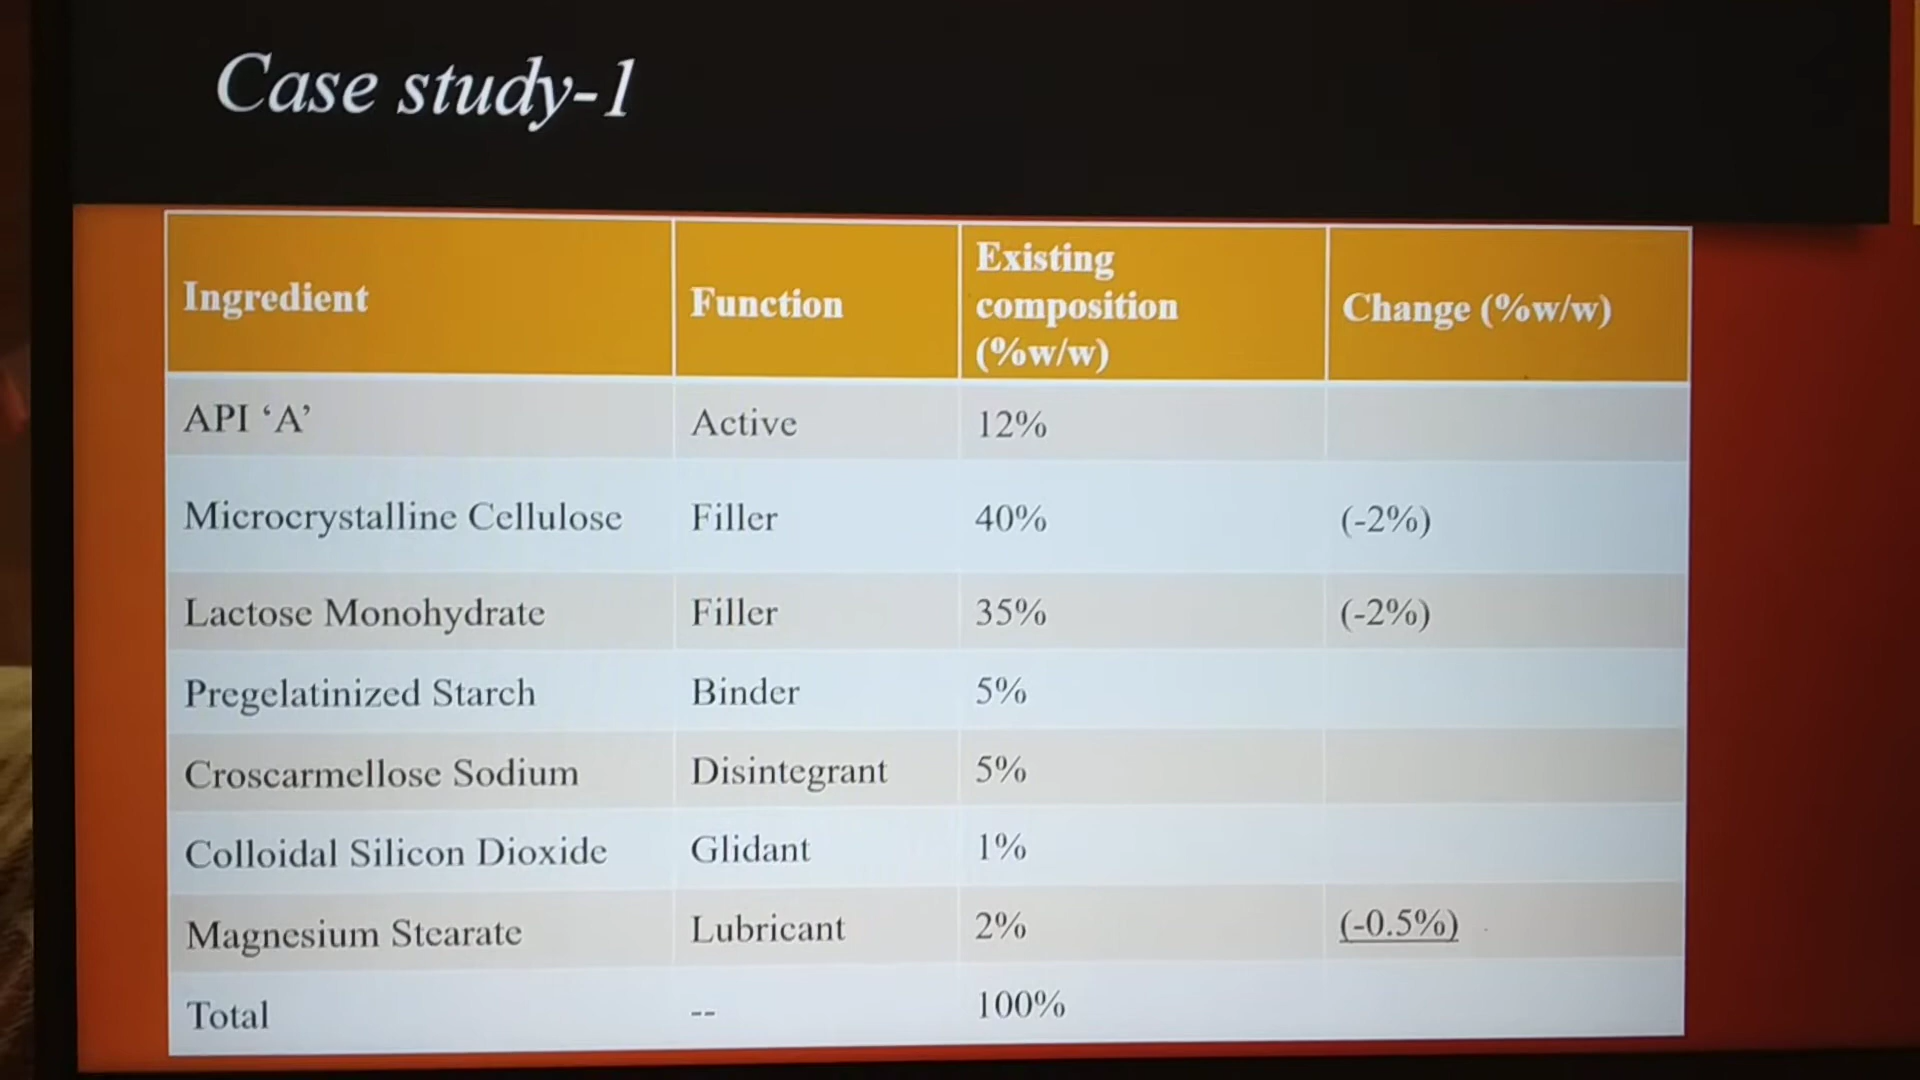 Case study-1
Ingredient Function Existing composition (%w/w) Change (%w/w)
API ‘A’ Active 12%
Microcrystalline Cellulose Filler 40% (-2%)
Lactose Monohydrate Filler 35% (-2%)
Pregelatinized Starch Binder 5%
Croscarmellose Sodium Disintegrant 5%
Colloidal Silicon Dioxide Glidant 1%
Magnesium Stearate Lubricant 2% (-0.5%)
Total -- 100%